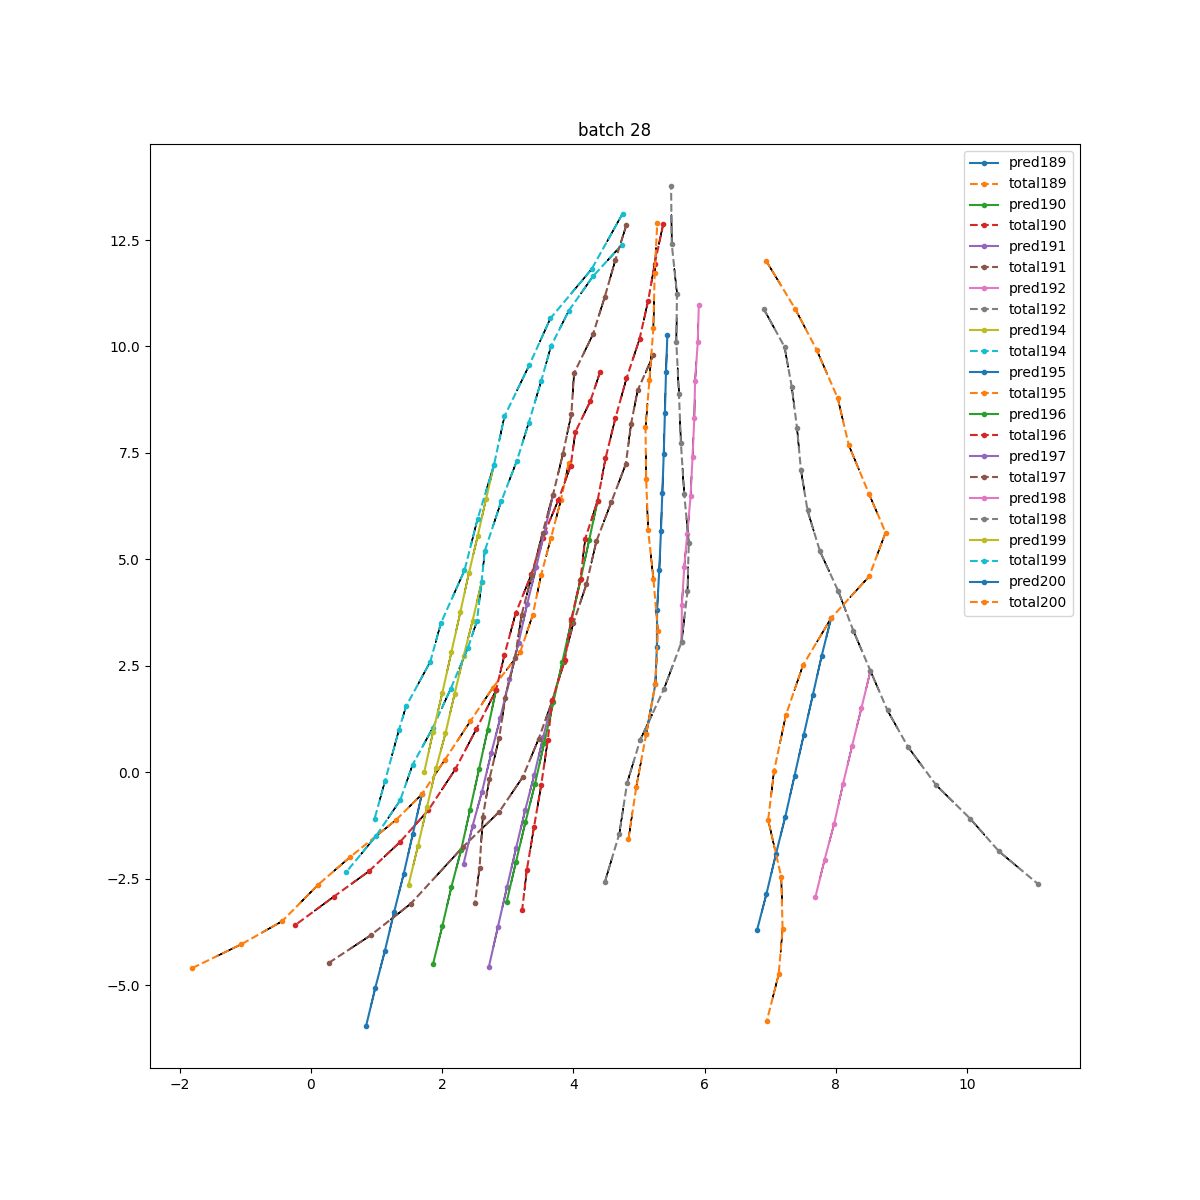 batch 28
pred189
total189
pred190
total190
pred191
total191
pred192
total192
pred194
total194
pred195
total195
pred196
total196
pred197
total197
pred198
total198
pred199
total199
pred200
total200
12.5
10.0
7.5
5.0
2.5
0.0
−2.5
−5.0
−2 0 2 4 6 8 10